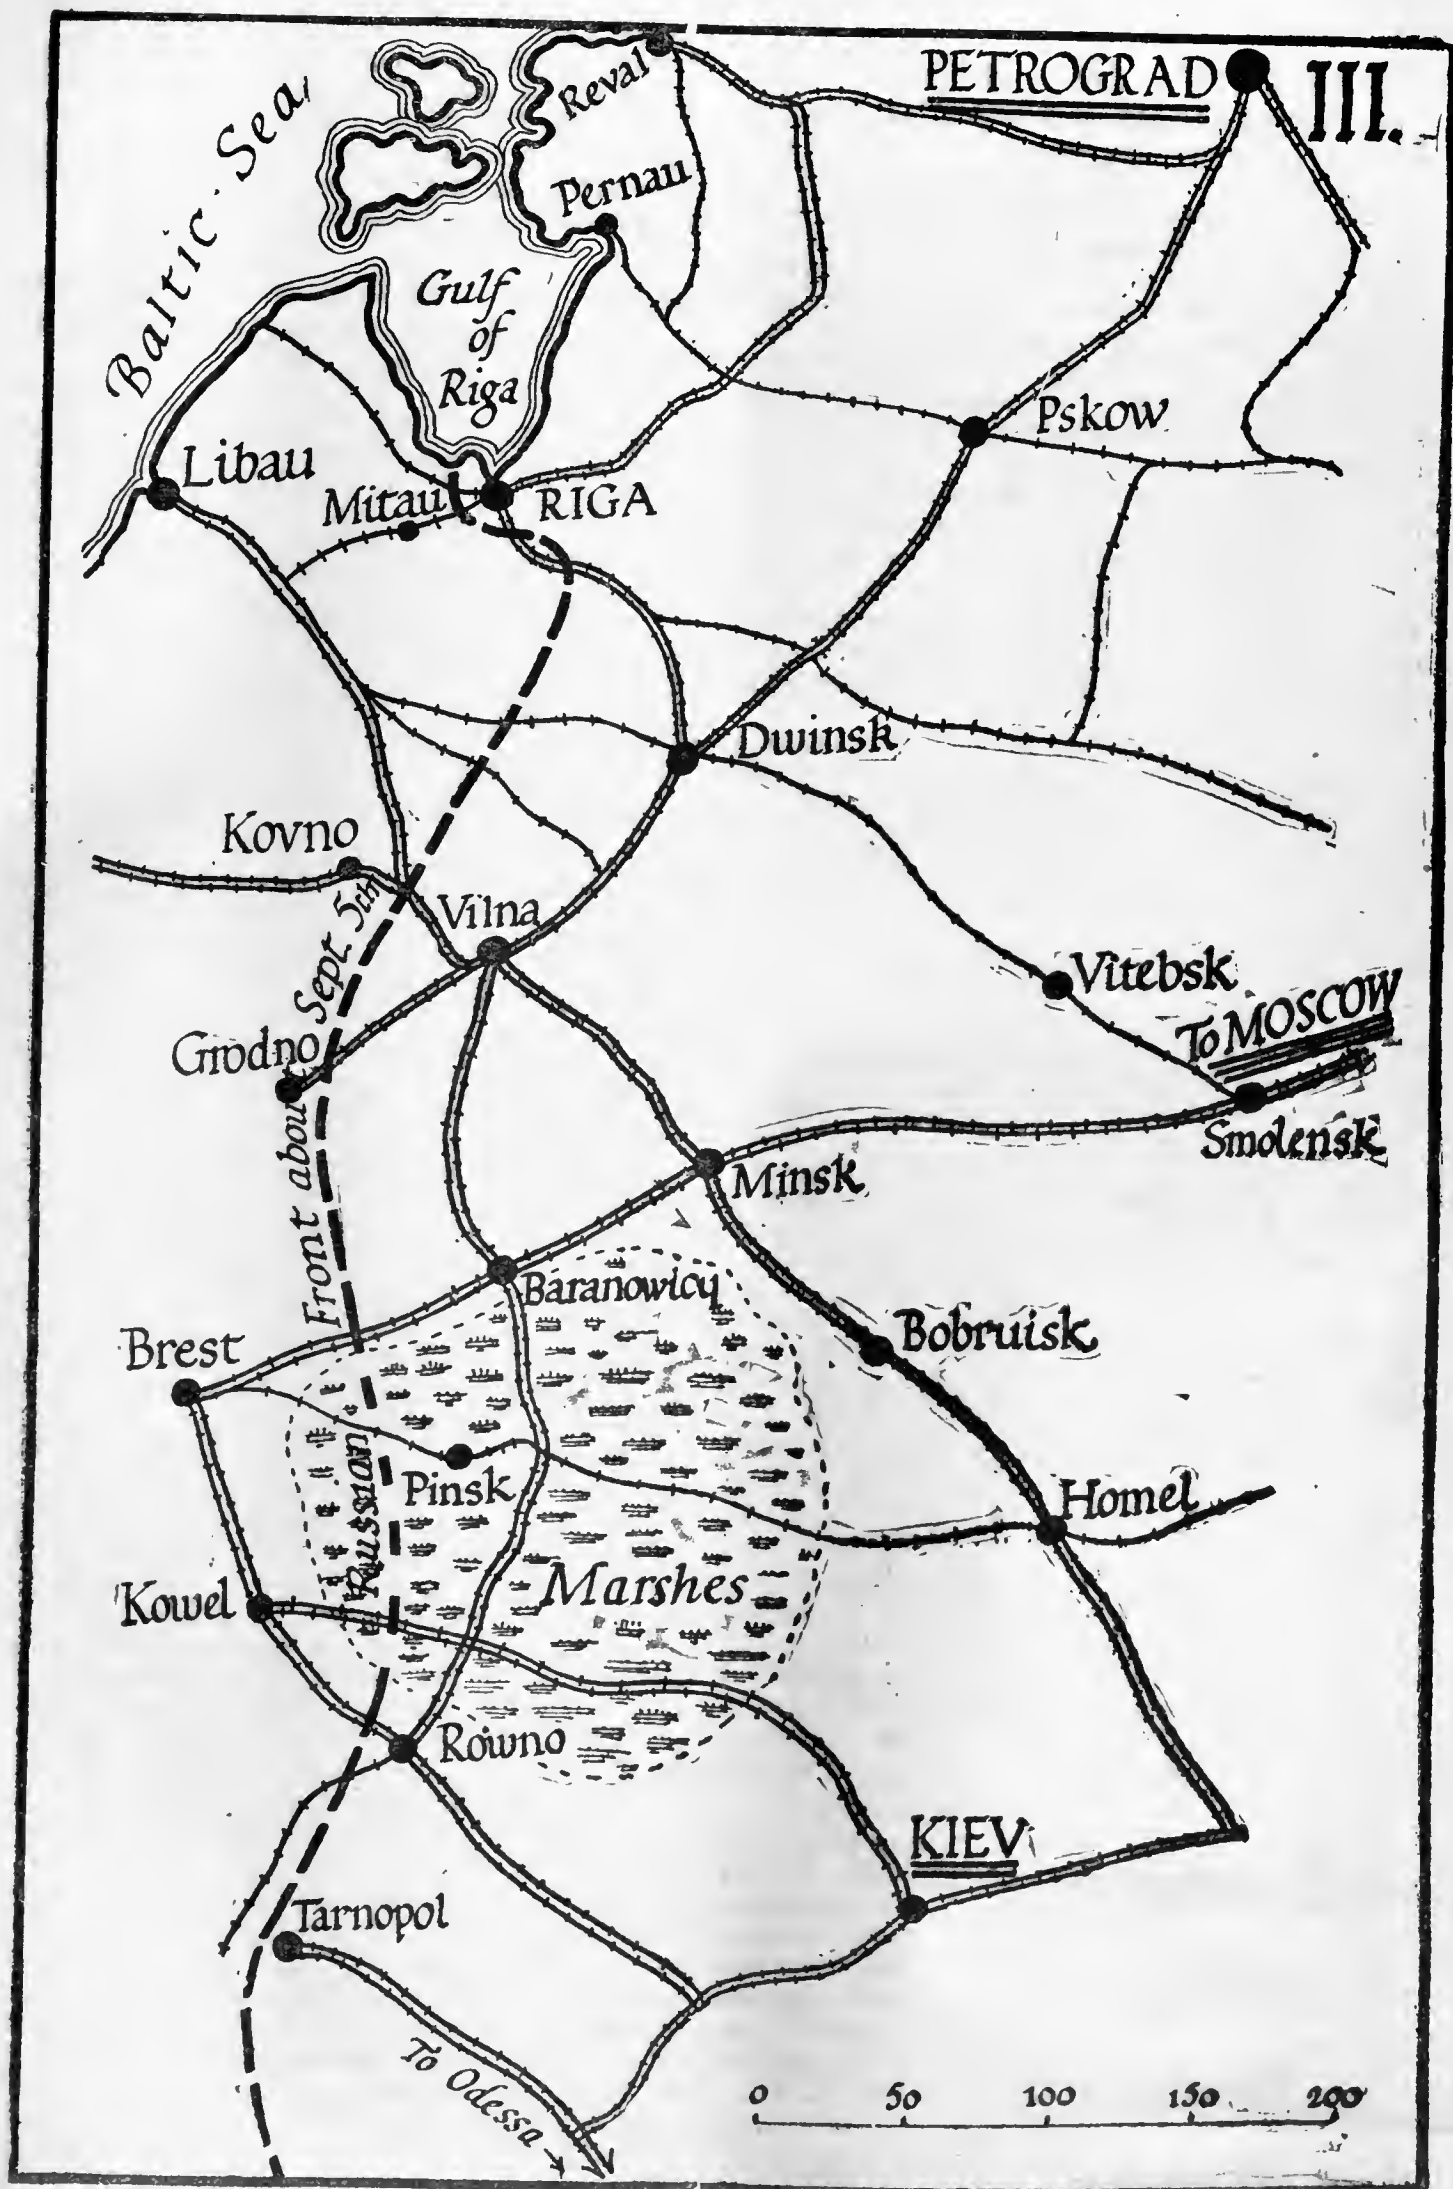 PETROGRAD
III.
Reval
Baltic Sea
Pernau
Gulf
of
Riga
Pskow
Libau
Mitau
RIGA
Dwinsk
Kovno
Vilna
Vitebsk
To MOSCOW
Grodno
Smolensk
Minsk
Russian Front about Sept. 5th
Baranowicy
Brest
Bobruisk
Pinsk
Homel
Marshes
Kowel
Rowno
KIEV
Tarnopol
To Odessa
0 50 100 150 200